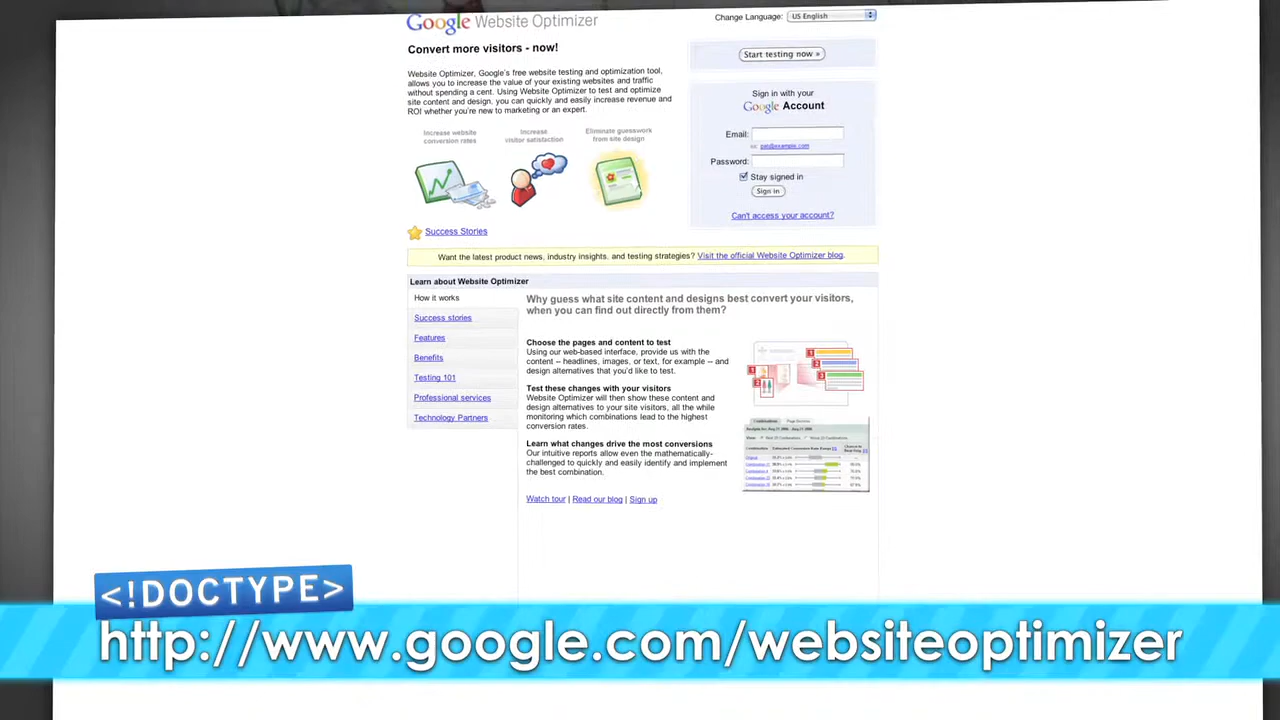 Google Website Optimizer
Change Language: US English
Convert more visitors - now!
Website Optimizer, Google's free website testing and optimization tool,
allows you to increase the value of your existing websites and traffic
without spending a cent. Using Website Optimizer to test and optimize
site content and design, you can quickly and easily increase revenue and
ROI whether you're new to marketing or an expert.
Increase website
conversion rates
Increase
visitor satisfaction
Eliminate guesswork
from site design
Success Stories
Start testing now »
Sign in with your
Google Account
Email:
ex: pat@example.com
Password:
Stay signed in
Sign in
Can't access your account?
Want the latest product news, industry insights, and testing strategies? Visit the official Website Optimizer blog.
Learn about Website Optimizer
How it works
Success stories
Features
Benefits
Testing 101
Professional services
Technology Partners
Why guess what site content and designs best convert your visitors,
when you can find out directly from them?
Choose the pages and content to test
Using our web-based interface, provide us with the
content -- headlines, images, or text, for example -- and
design alternatives that you'd like to test.
Test these changes with your visitors
Website Optimizer will then show these content and
design alternatives to your site visitors, all the while
monitoring which combinations lead to the highest
conversion rates.
Learn what changes drive the most conversions
Our intuitive reports allow even the mathematically-
challenged to quickly and easily identify and implement
the best combination.
Watch tour | Read our blog | Sign up
<!DOCTYPE>
http://www.google.com/websiteoptimizer